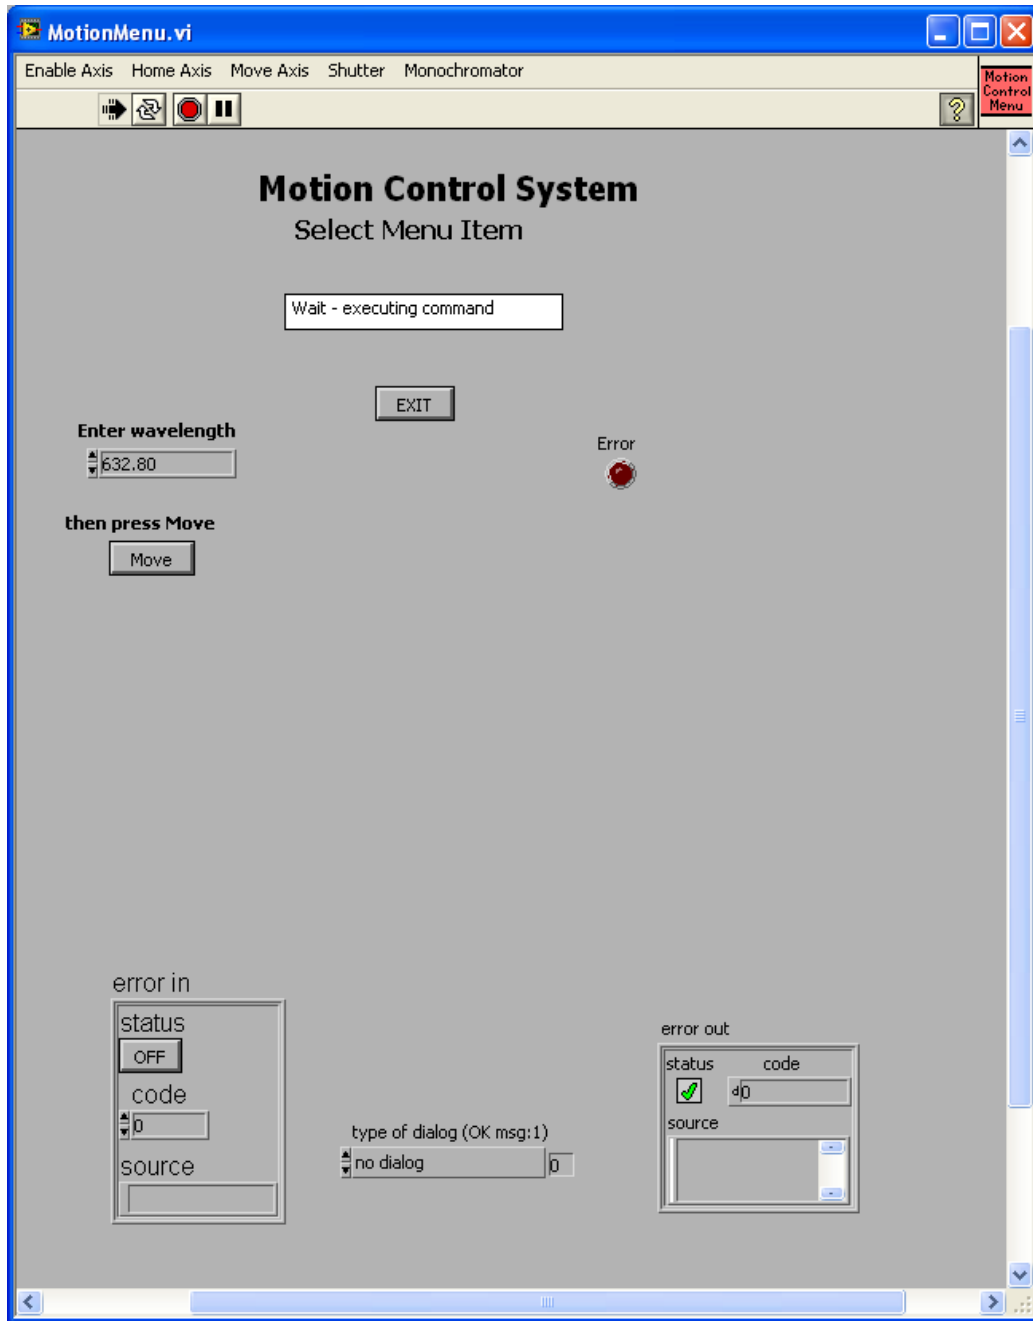 MotionMenu.vi
Enable Axis Home Axis Move Axis Shutter Monochromator
Motion
Control
Menu
?
Motion Control System
Select Menu Item
Wait - executing command
EXIT
Enter wavelength
632.80
Error
then press Move
Move
error in
status
OFF
code
0
source
type of dialog (OK msg:1)
no dialog 0
error out
status code
d0
source